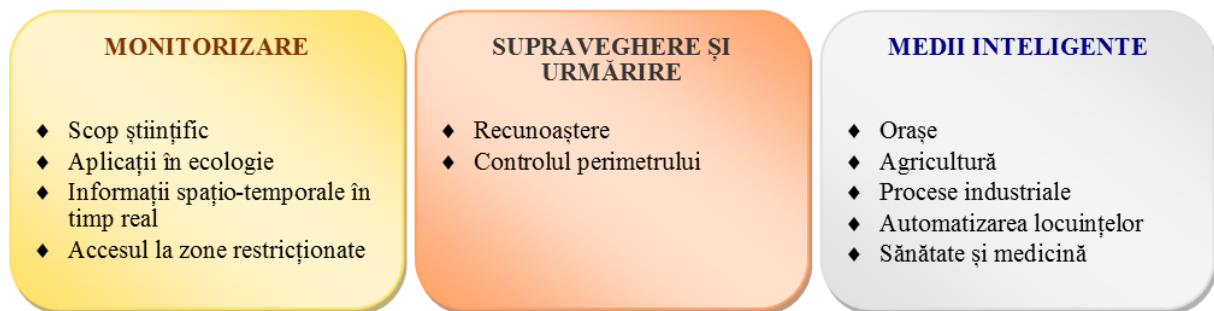 MONITORIZARE
♦ Scop științific
♦ Aplicații în ecologie
♦ Informații spațio-temporale în
timp real
♦ Accesul la zone restricționate
SUPRAVEGHERE ȘI
URMĂRIRE
♦ Recunoaștere
♦ Controlul perimetrului
MEDII INTELIGENTE
♦ Orașe
♦ Agricultură
♦ Procese industriale
♦ Automatizarea locuințelor
♦ Sănătate și medicină